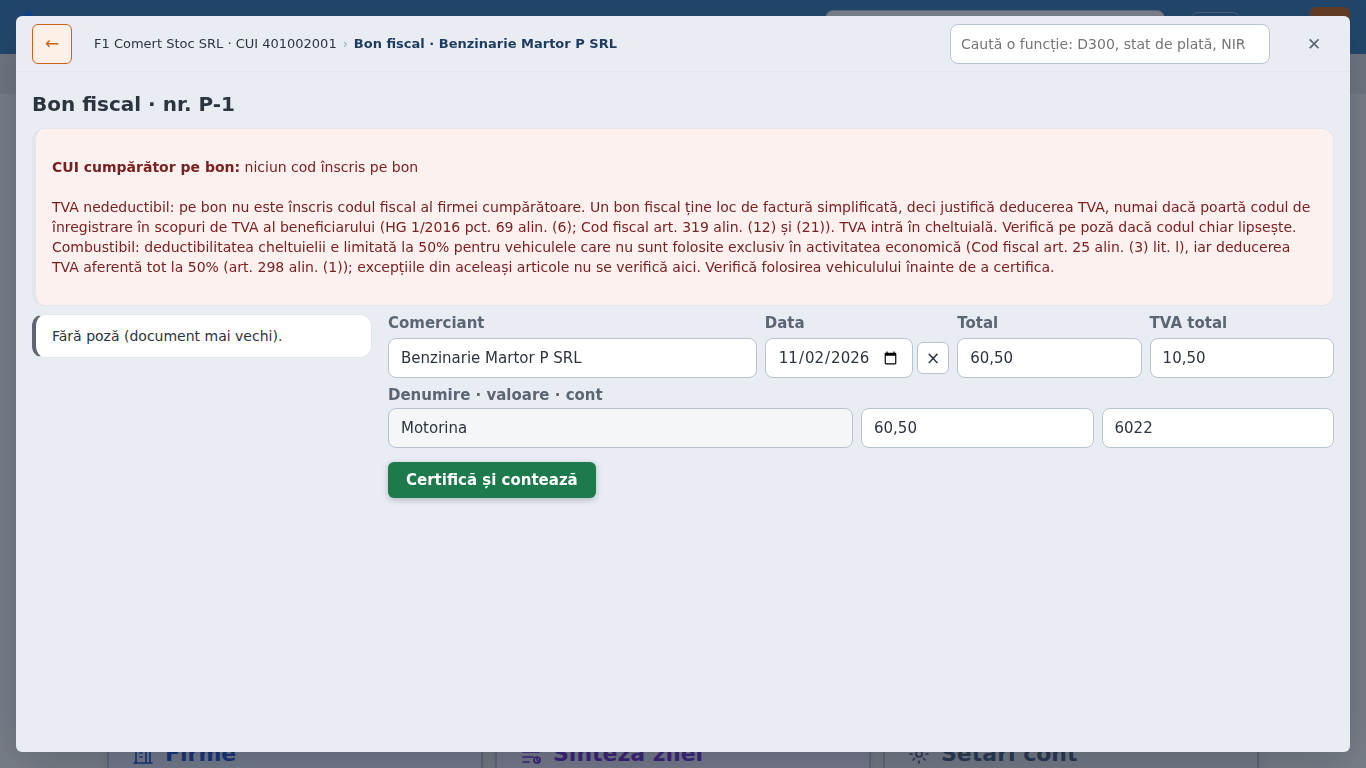 ←
F1 Comert Stoc SRL · CUI 401002001 › Bon fiscal · Benzinarie Martor P SRL
Caută o funcție: D300, stat de plată, NIR
✕
Bon fiscal · nr. P-1
CUI cumpărător pe bon: niciun cod înscris pe bon
TVA nedeductibil: pe bon nu este înscris codul fiscal al firmei cumpărătoare. Un bon fiscal ține loc de factură simplificată, deci justifică deducerea TVA, numai dacă poartă codul de
înregistrare în scopuri de TVA al beneficiarului (HG 1/2016 pct. 69 alin. (6); Cod fiscal art. 319 alin. (12) și (21)). TVA intră în cheltuială. Verifică pe poză dacă codul chiar lipsește.
Combustibil: deductibilitatea cheltuielii e limitată la 50% pentru vehiculele care nu sunt folosite exclusiv în activitatea economică (Cod fiscal art. 25 alin. (3) lit. l), iar deducerea
TVA aferentă tot la 50% (art. 298 alin. (1)); excepțiile din aceleași articole nu se verifică aici. Verifică folosirea vehiculului înainte de a certifica.
Fără poză (document mai vechi).
Comerciant Data Total TVA total
Benzinarie Martor P SRL 11/02/2026 × 60,50 10,50
Denumire · valoare · cont
Motorina 60,50 6022
Certifică și contează
Firme Sinteza zilei Setări cont